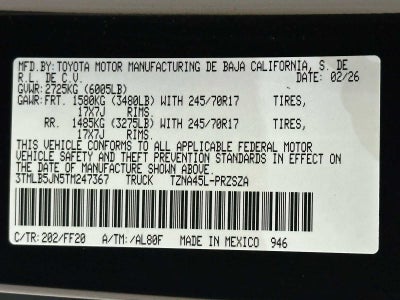 MFD.BY:TOYOTA MOTOR MANUFACTURING DE BAJA CALIFORNIA, S. DE
R.L. DE C.V. DATE: 02/26
GVWR:2725KG (6005LB)
GAWR:FRT. 1580KG (3480LB) WITH 245/70R17 TIRES,
17X7J RIMS.
RR. 1485KG (3275LB) WITH 245/70R17 TIRES,
17X7J RIMS.
THIS VEHICLE CONFORMS TO ALL APPLICABLE FEDERAL MOTOR
VEHICLE SAFETY AND THEFT PREVENTION STANDARDS IN EFFECT ON
THE DATE OF MANUFACTURE SHOWN ABOVE.
3TMLB5JN5TM247367 TRUCK TZNA45L-PRZSZA
C/TR:202/FF20 A/TM:/AL80F MADE IN MEXICO 946